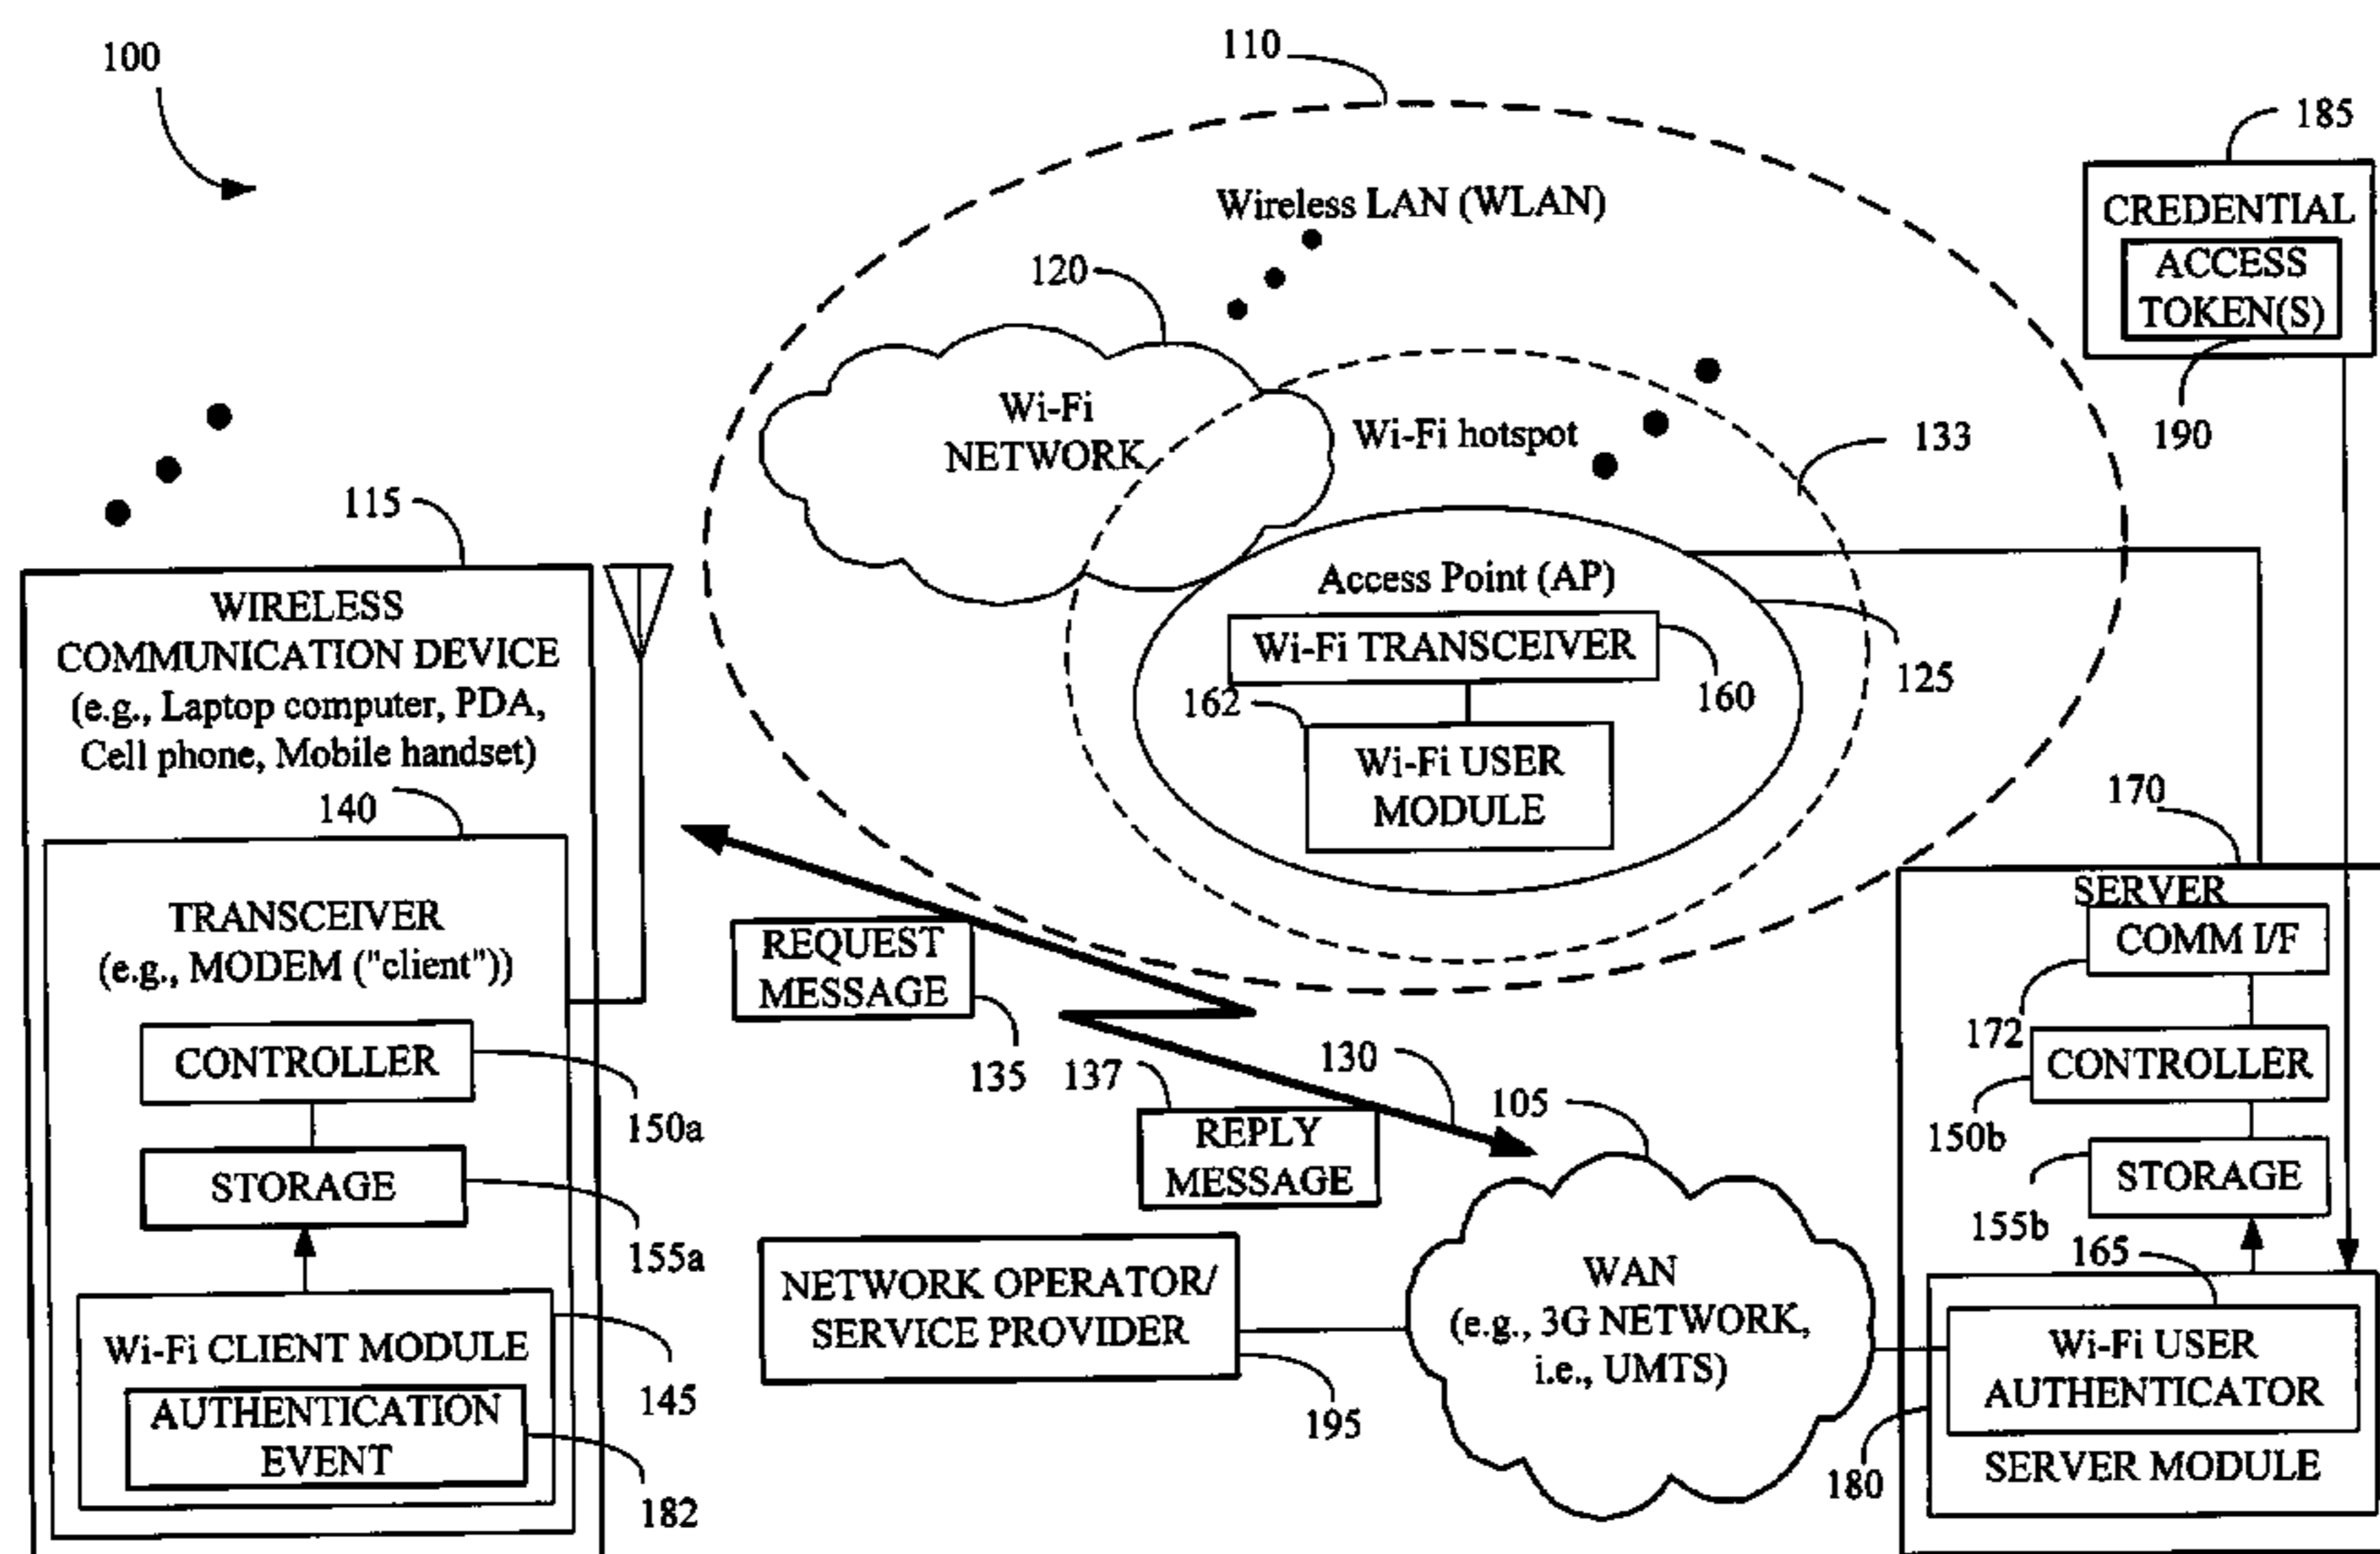 100
110
185
CREDENTIAL
ACCESS
TOKEN(S)
190
Wireless LAN (WLAN)
120
Wi-Fi
NETWORK
Wi-Fi hotspot
133
Access Point (AP)
Wi-Fi TRANSCEIVER
125
162
160
Wi-Fi USER
MODULE
115
WIRELESS
COMMUNICATION DEVICE
(e.g., Laptop computer, PDA,
Cell phone, Mobile handset)
140
TRANSCEIVER
(e.g., MODEM ("client"))
CONTROLLER
150a
STORAGE
155a
Wi-Fi CLIENT MODULE
145
AUTHENTICATION
EVENT
182
REQUEST
MESSAGE
135
137
130
REPLY
MESSAGE
105
NETWORK OPERATOR/
SERVICE PROVIDER
195
WAN
(e.g., 3G NETWORK,
i.e., UMTS)
170
SERVER
COMM I/F
172
CONTROLLER
150b
STORAGE
155b
165
Wi-Fi USER
AUTHENTICATOR
180
SERVER MODULE